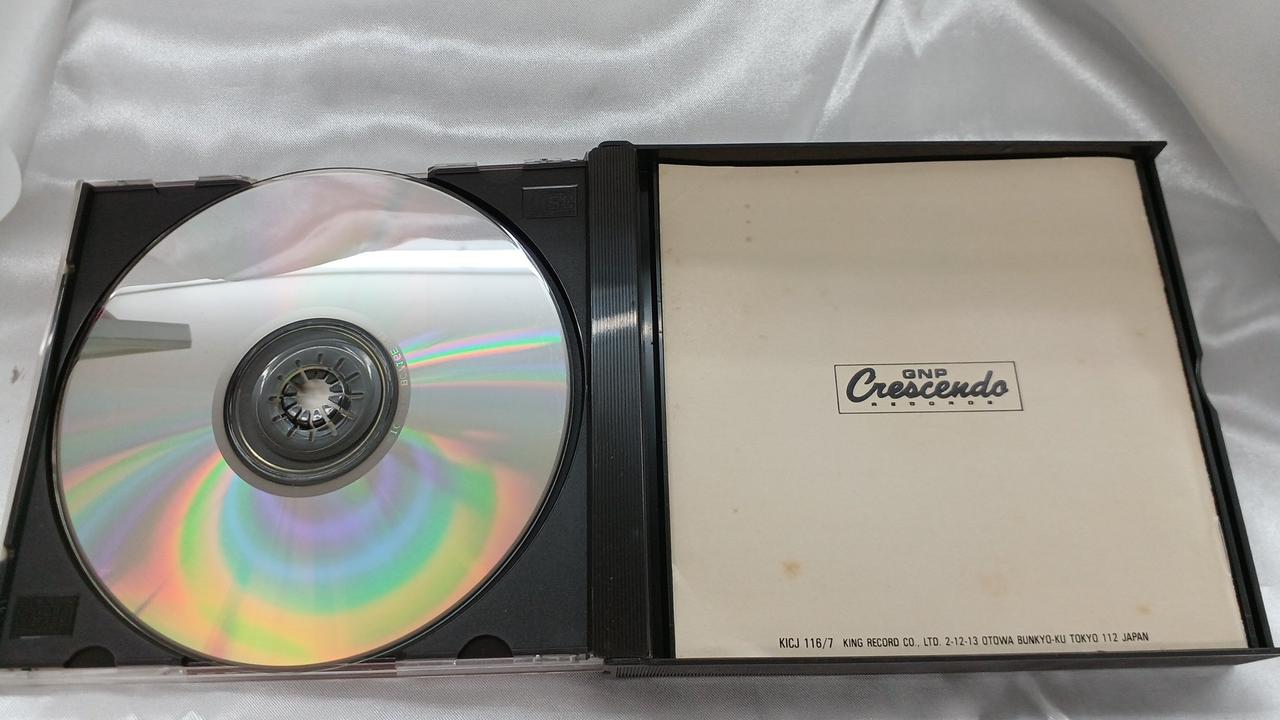 GNP
Crescendo
RECORDS
KICJ 116/7 KING RECORD CO., LTD. 2-12-13 OTOWA BUNKYO-KU TOKYO 112 JAPAN